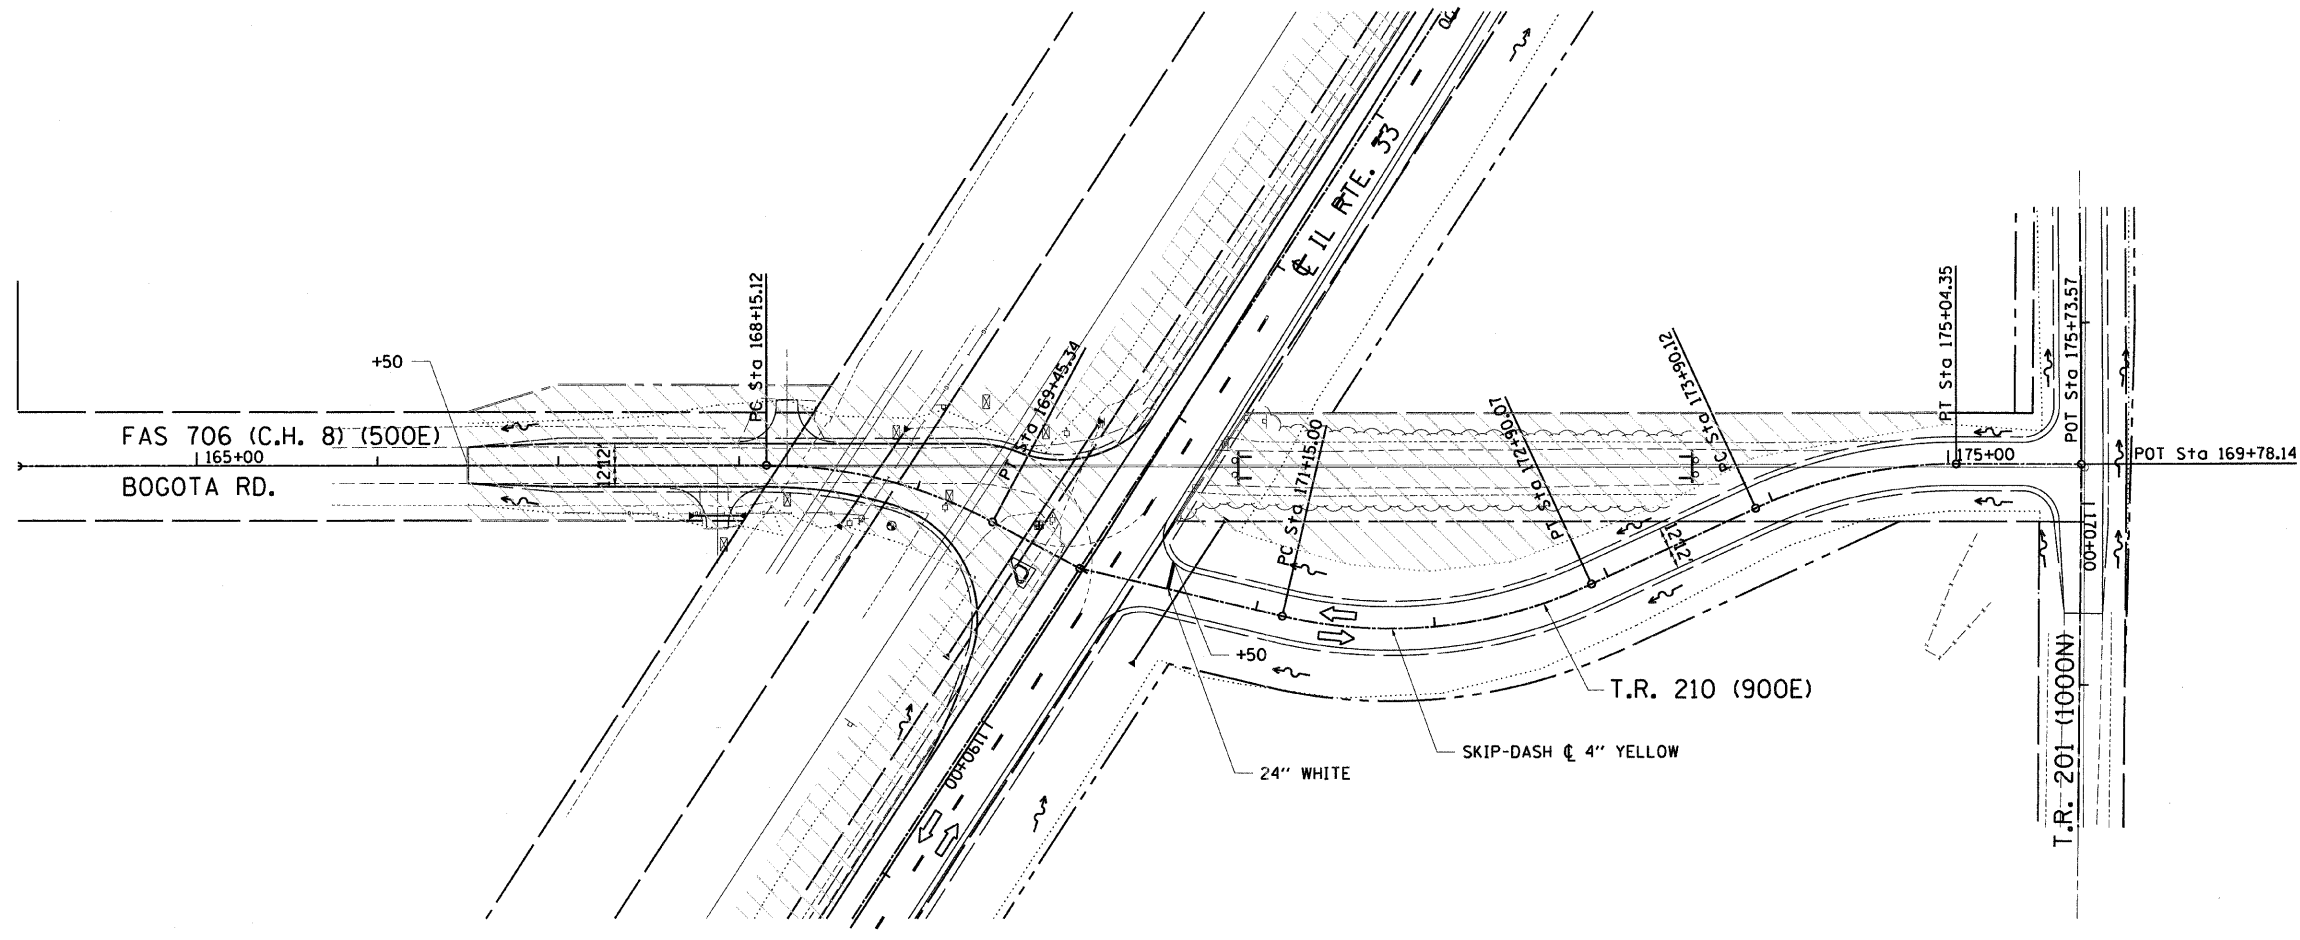 +50
FAS 706 (C.H. 8) (500E)
165+00
BOGOTA RD.
12'
12'
PC Sta 168+15.12
PT Sta 169+45.34
℄ IL RTE. 33
00
1190+00
PC Sta 171+15.00
PT Sta 172+90.07
PC Sta 173+90.12
12'
12'
PT Sta 175+04.35
175+00
POT Sta 175+73.57
POT Sta 169+78.14
170+00
T.R. 201 (1000N)
+50
T.R. 210 (900E)
SKIP-DASH ℄ 4" YELLOW
24" WHITE